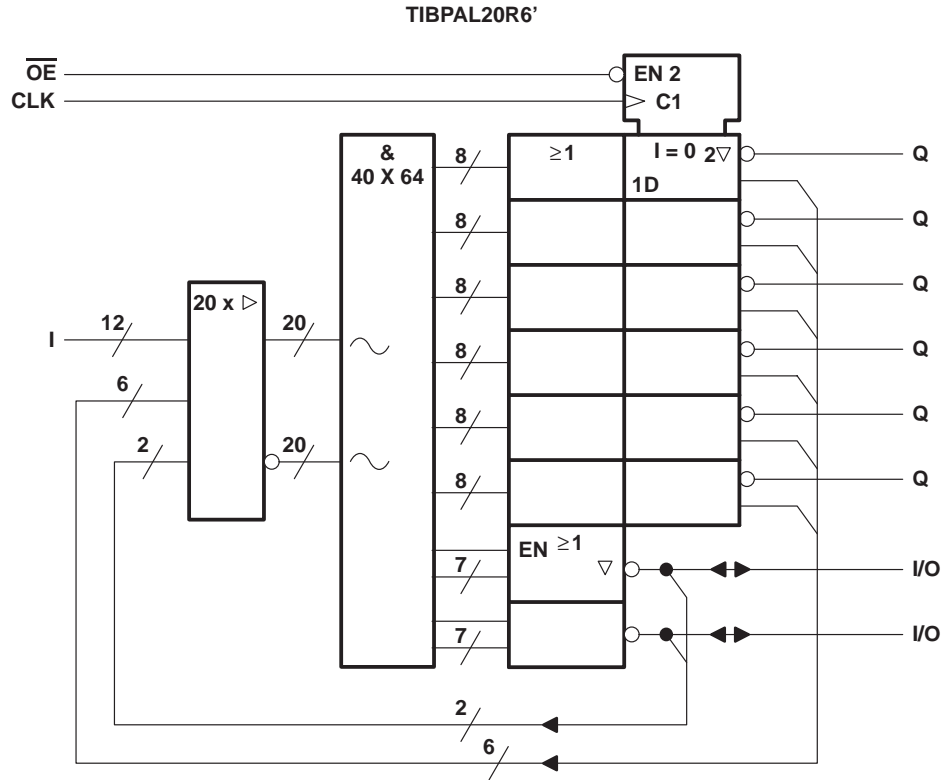 TIBPAL20R6’
OE
EN 2
CLK
C1
&
40 X 64
8
≥1
I = 0
2▽
Q
1D
8
Q
8
Q
20 x ▷
I
12
20
8
Q
6
8
Q
2
20
8
Q
EN ≥1
▽
7
I/O
7
I/O
2
6